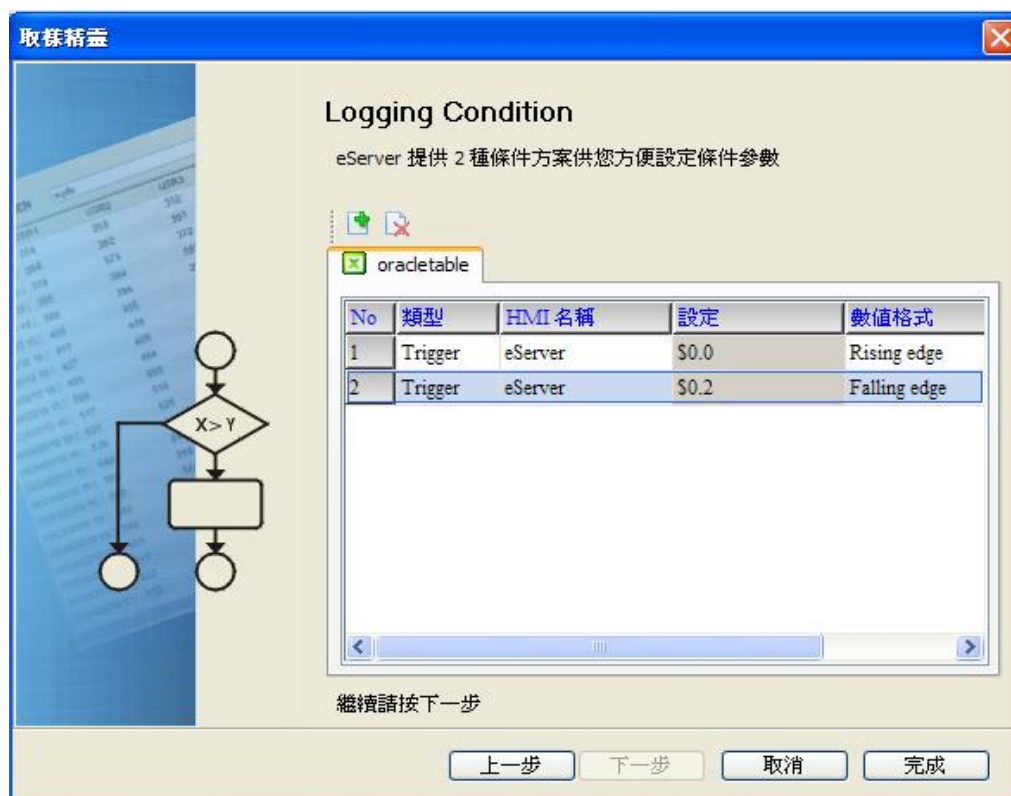 取樣精靈
Logging Condition
eServer 提供 2 種條件方案供您方便設定條件參數
oracletable
No 類型 HMI 名稱 設定 數值格式
1 Trigger eServer $0.0 Rising edge
2 Trigger eServer $0.2 Falling edge
X> Y
繼續請按下一步
上一步 下一步 取消 完成